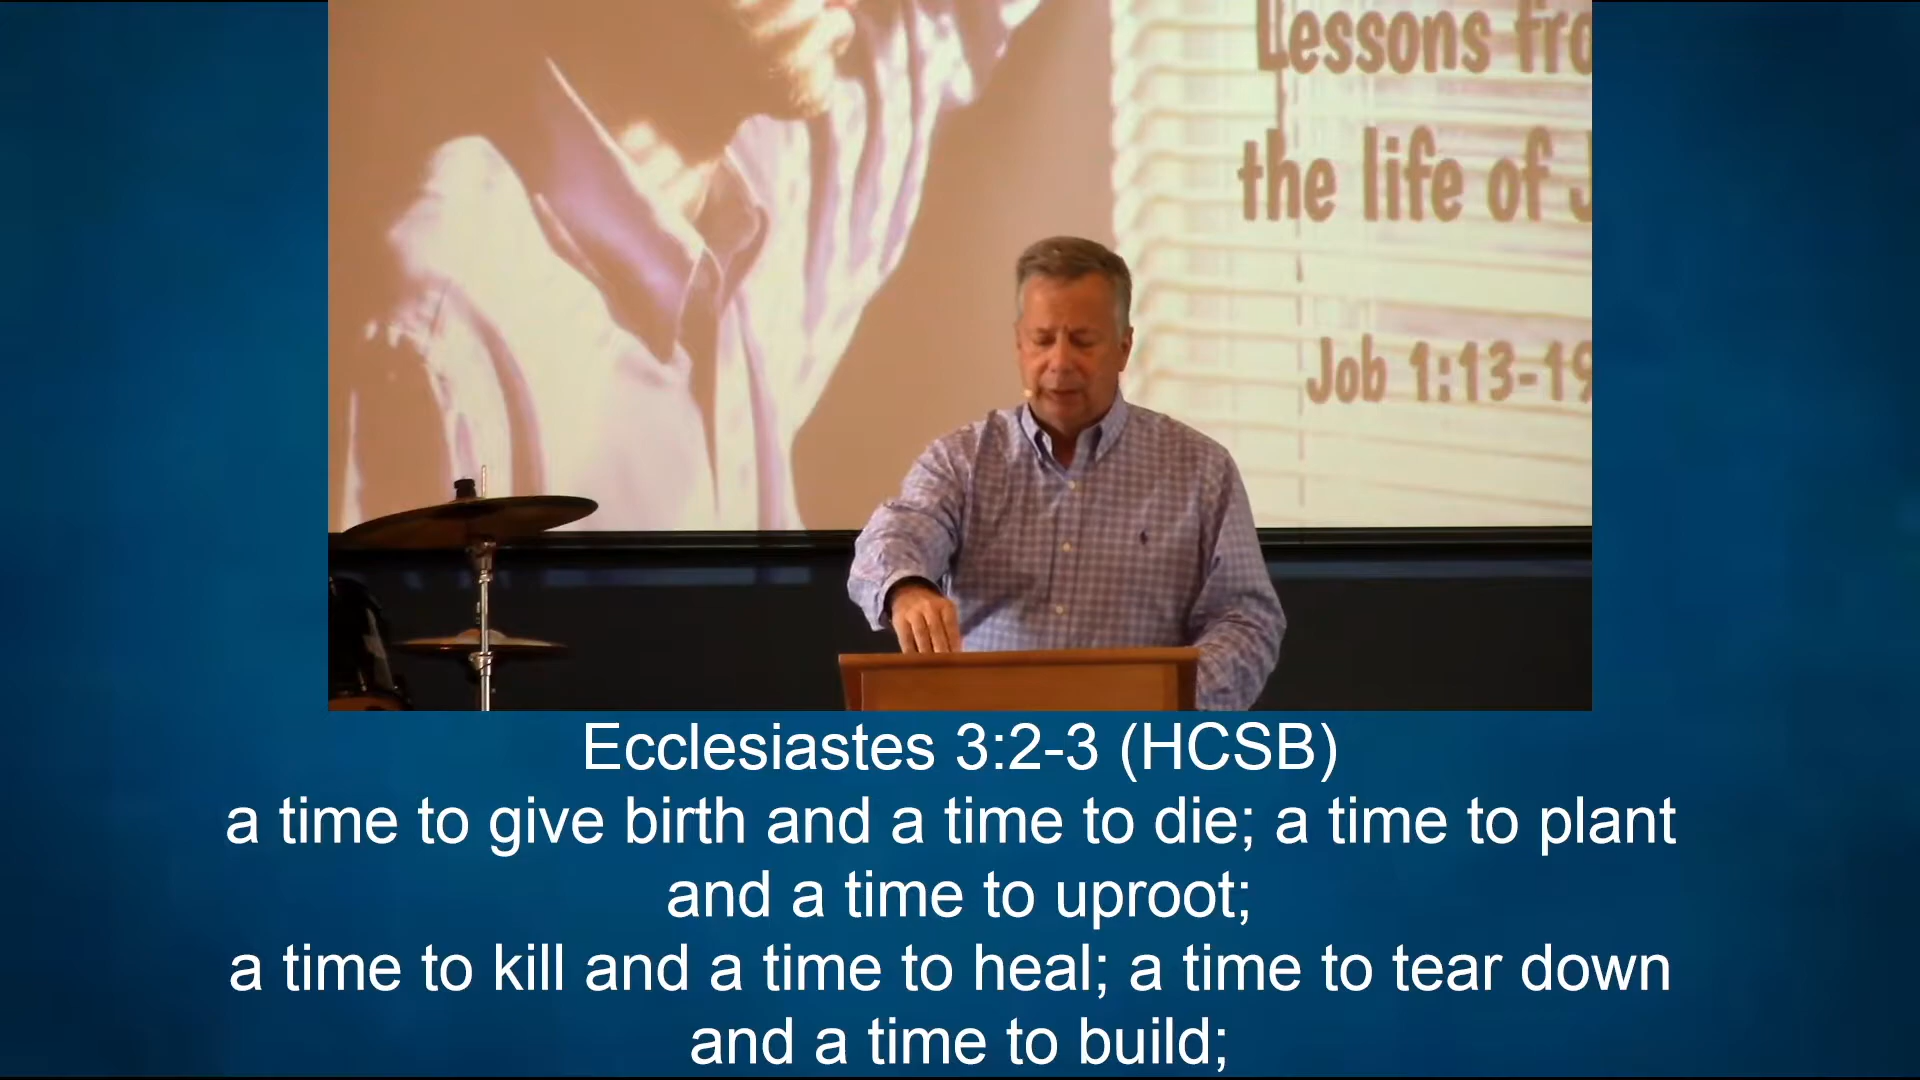 Lessons fro
the life of J
Job 1:13-19
Ecclesiastes 3:2-3 (HCSB)
a time to give birth and a time to die; a time to plant
and a time to uproot;
a time to kill and a time to heal; a time to tear down
and a time to build;